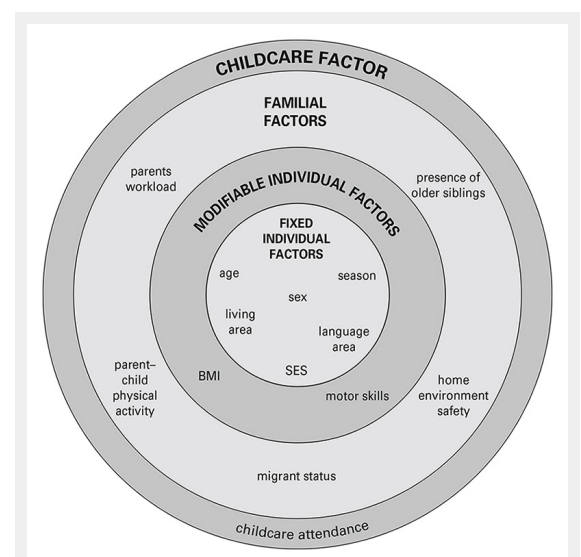 CHILDCARE FACTOR
FAMILIAL
FACTORS
parents
workload
presence of
older siblings
MODIFIABLE INDIVIDUAL FACTORS
FIXED
INDIVIDUAL
FACTORS
age
season
sex
living
area
language
area
SES
BMI
motor skills
parent–
child
physical
activity
home
environment
safety
migrant status
childcare attendance